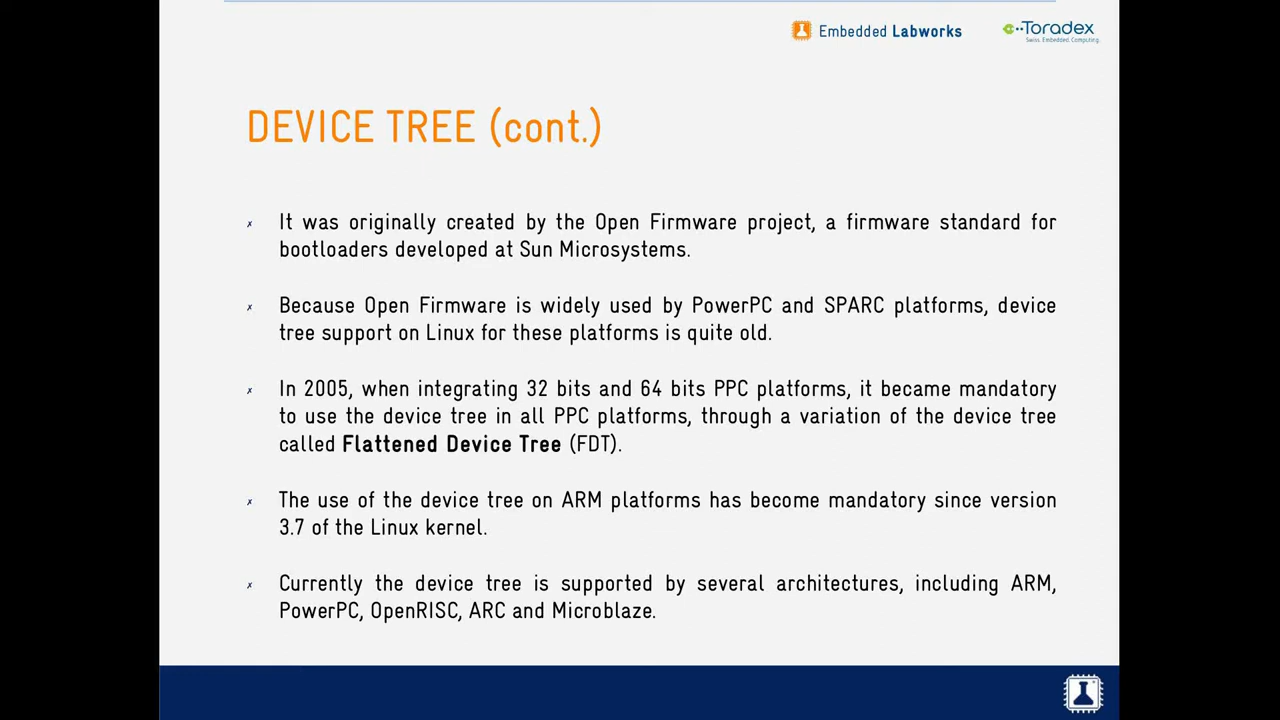 Embedded Labworks
Toradex
Swiss. Embedded. Computing.
DEVICE TREE (cont.)
It was originally created by the Open Firmware project, a firmware standard for
bootloaders developed at Sun Microsystems.
Because Open Firmware is widely used by PowerPC and SPARC platforms, device
tree support on Linux for these platforms is quite old.
In 2005, when integrating 32 bits and 64 bits PPC platforms, it became mandatory
to use the device tree in all PPC platforms, through a variation of the device tree
called Flattened Device Tree (FDT).
The use of the device tree on ARM platforms has become mandatory since version
3.7 of the Linux kernel.
Currently the device tree is supported by several architectures, including ARM,
PowerPC, OpenRISC, ARC and Microblaze.